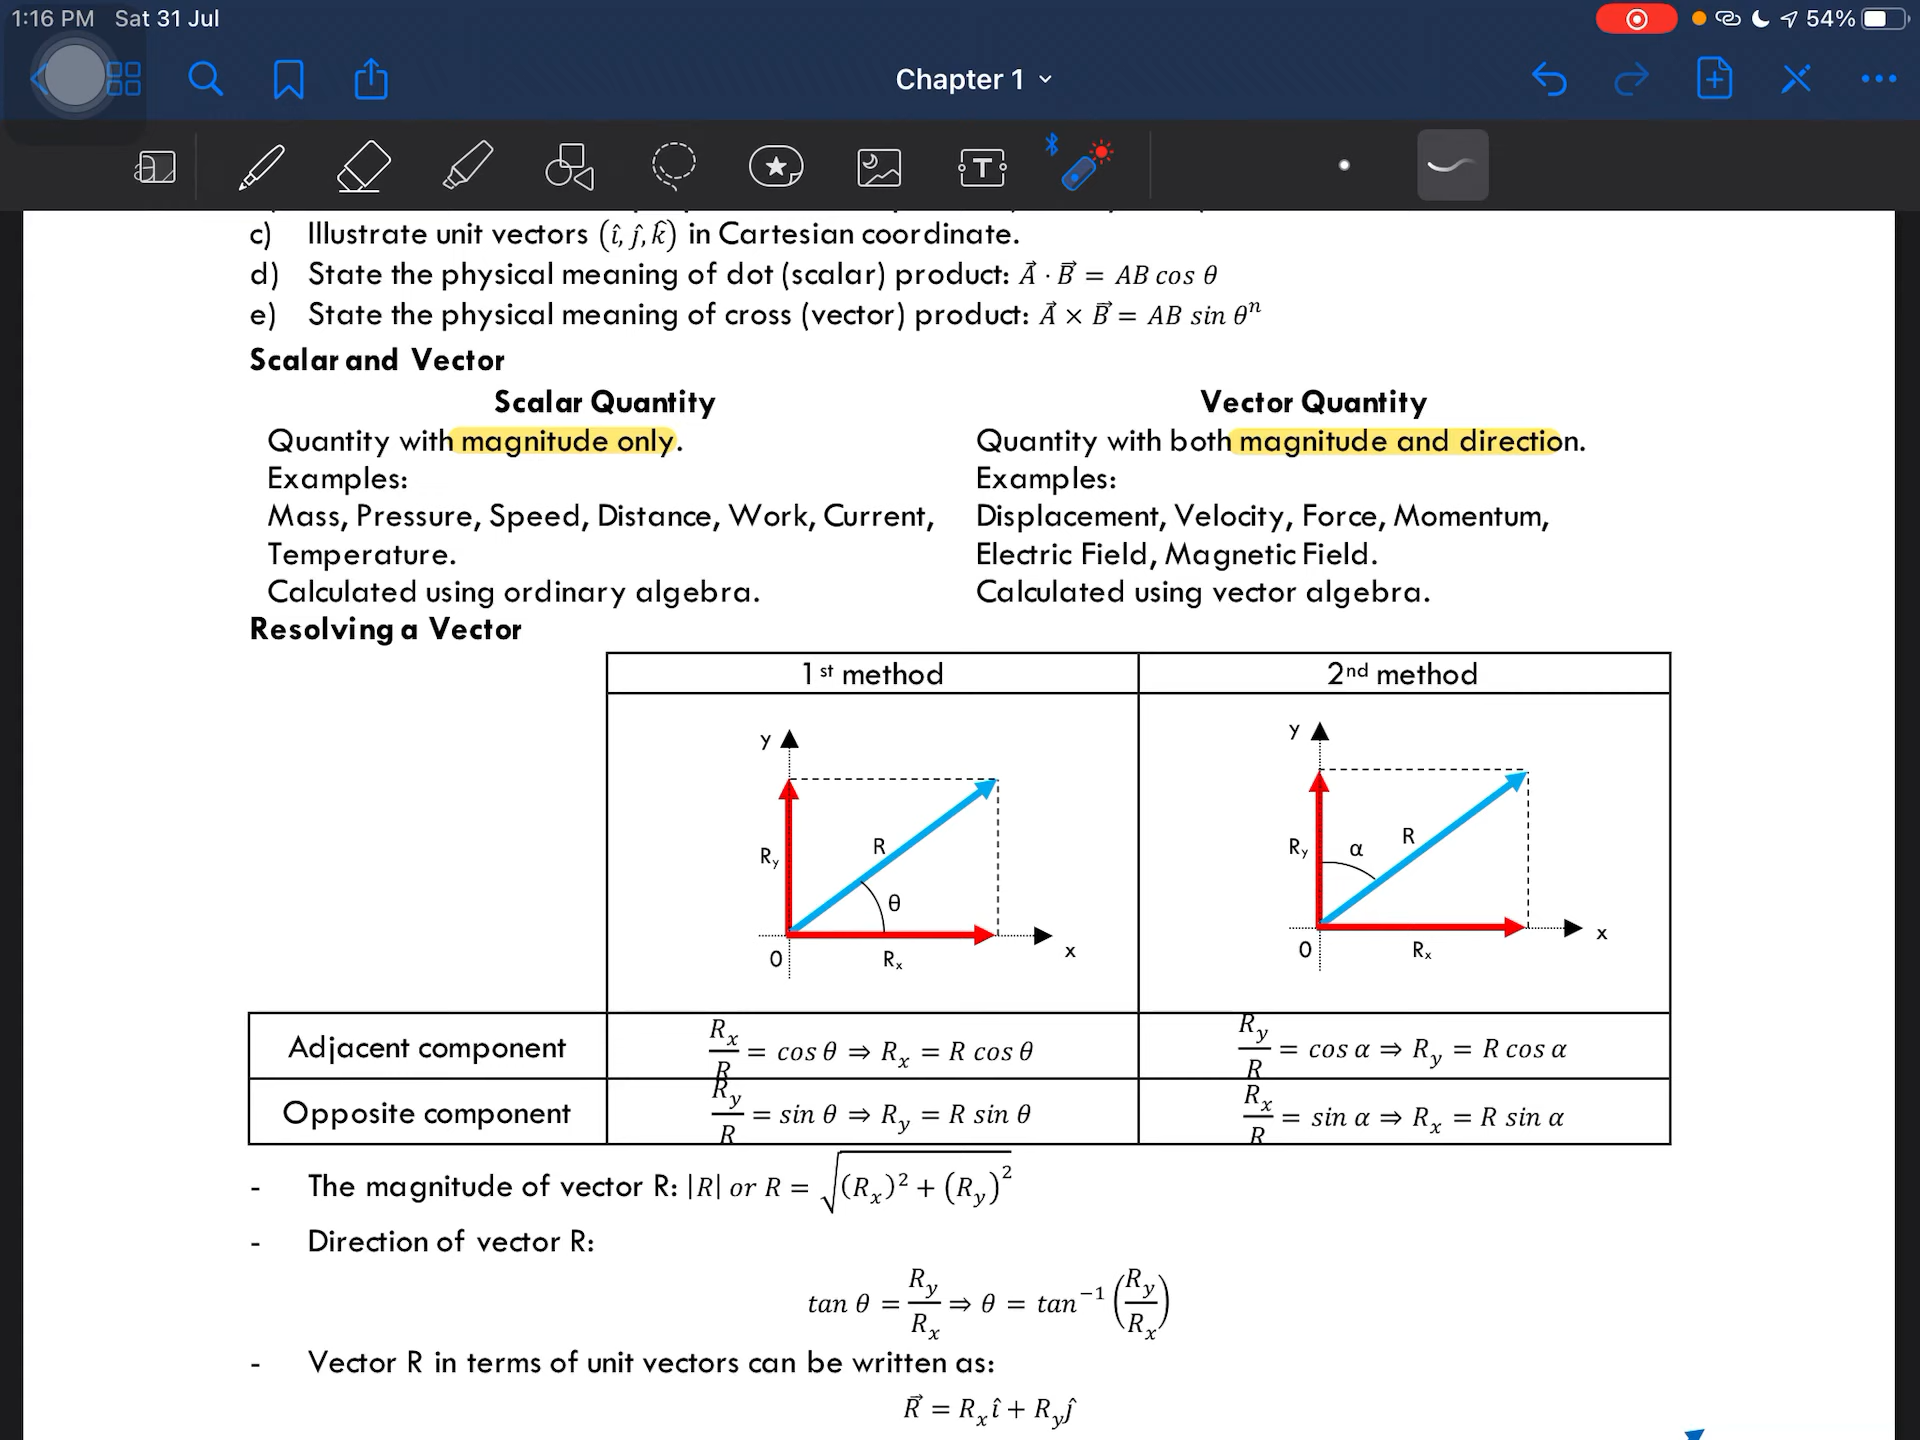 1:16 PM Sat 31 Jul
54%
Chapter 1
T
c) Illustrate unit vectors (î, ĵ, k̂) in Cartesian coordinate.
d) State the physical meaning of dot (scalar) product: A⃗ · B⃗ = AB cos θ
e) State the physical meaning of cross (vector) product: A⃗ × B⃗ = AB sin θⁿ
Scalar and Vector
Scalar Quantity
Quantity with magnitude only.
Examples:
Mass, Pressure, Speed, Distance, Work, Current,
Temperature.
Calculated using ordinary algebra.
Vector Quantity
Quantity with both magnitude and direction.
Examples:
Displacement, Velocity, Force, Momentum,
Electric Field, Magnetic Field.
Calculated using vector algebra.
Resolving a Vector
1st method
2nd method
y
R
Ry
θ
0
Rx
x
y
R
Ry
α
0
Rx
x
Adjacent component
Rx/R = cos θ ⇒ Rx = R cos θ
Ry/R = cos α ⇒ Ry = R cos α
Opposite component
Ry/R = sin θ ⇒ Ry = R sin θ
Rx/R = sin α ⇒ Rx = R sin α
- The magnitude of vector R: |R| or R = √((Rx)² + (Ry)²)
- Direction of vector R:
tan θ = Ry/Rx ⇒ θ = tan⁻¹ (Ry/Rx)
- Vector R in terms of unit vectors can be written as:
R⃗ = Rx î + Ry ĵ